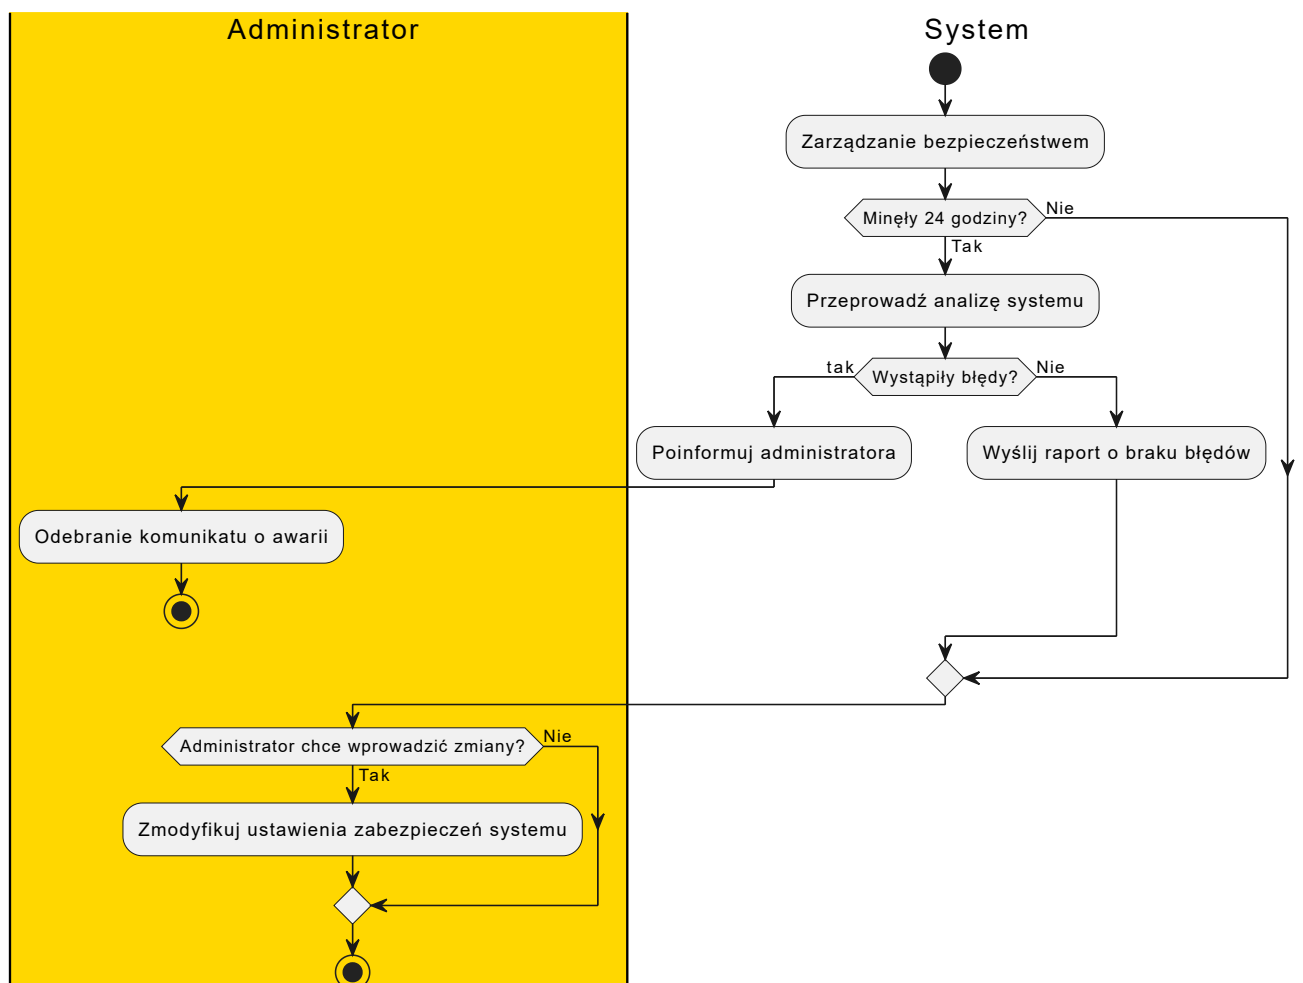 Administrator
System
Zarządzanie bezpieczeństwem
Minęły 24 godziny?
Nie
Tak
Przeprowadź analizę systemu
tak
Wystąpiły błędy?
Nie
Poinformuj administratora
Wyślij raport o braku błędów
Odebranie komunikatu o awarii
Administrator chce wprowadzić zmiany?
Nie
Tak
Zmodyfikuj ustawienia zabezpieczeń systemu